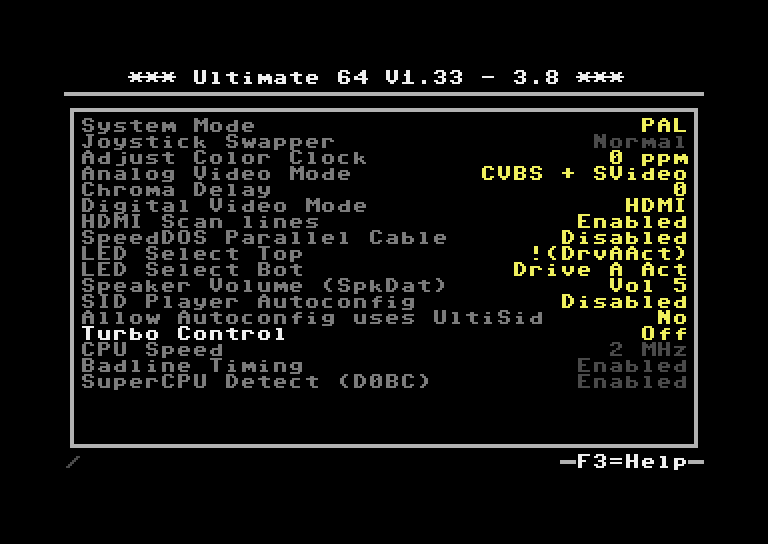 *** Ultimate 64 V1.33 - 3.8 ***
System Mode PAL
Joystick Swapper Normal
Adjust Color Clock 0 ppm
Analog Video Mode CVBS + SVideo
Chroma Delay 0
Digital Video Mode HDMI
HDMI Scan lines Enabled
SpeedDOS Parallel Cable Disabled
LED Select Top !(DrvAAct)
LED Select Bot Drive A Act
Speaker Volume (SpkDat) Vol 5
SID Player Autoconfig Disabled
Allow Autoconfig uses UltiSid No
Turbo Control Off
CPU Speed 2 MHz
Badline Timing Enabled
SuperCPU Detect (D0BC) Enabled
/ F3=Help